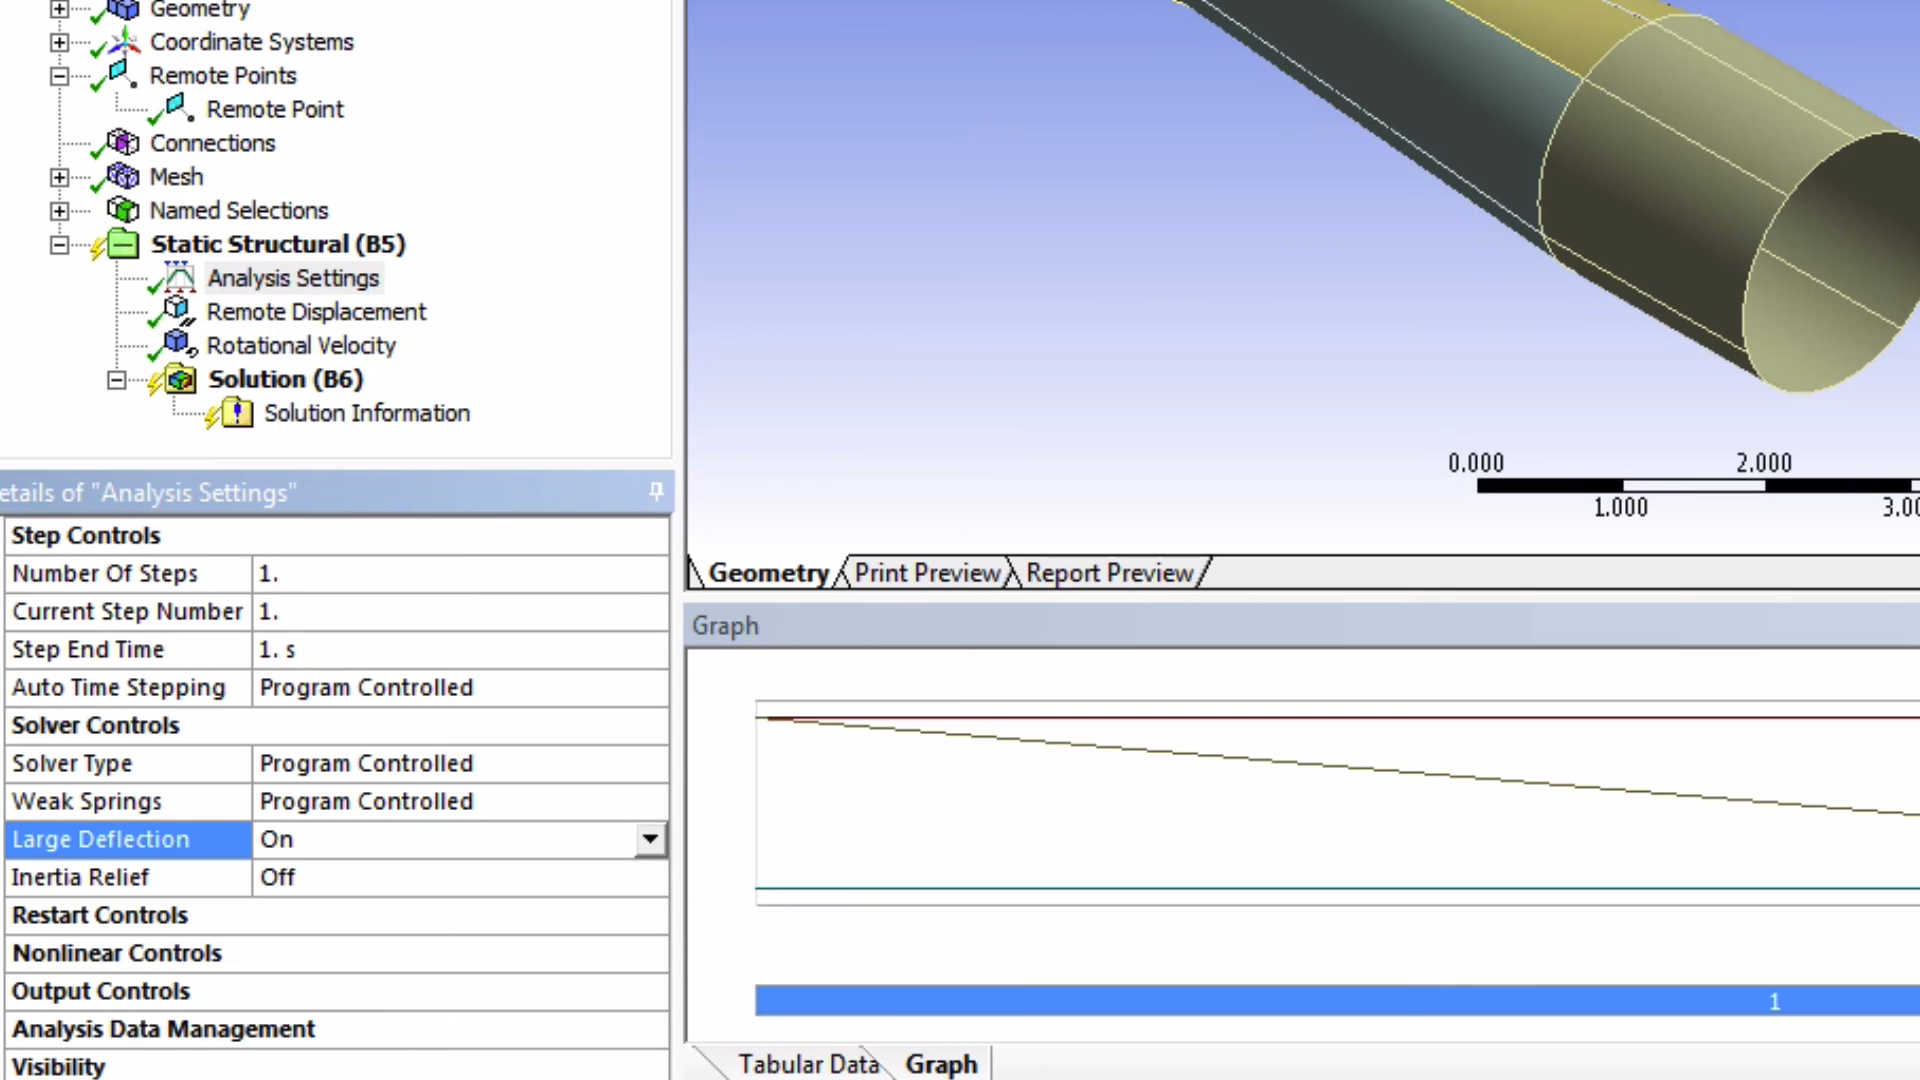 Geometry
Coordinate Systems
Remote Points
Remote Point
Connections
Mesh
Named Selections
Static Structural (B5)
Analysis Settings
Remote Displacement
Rotational Velocity
Solution (B6)
Solution Information
etails of "Analysis Settings"
Step Controls
Number Of Steps 1.
Current Step Number 1.
Step End Time 1. s
Auto Time Stepping Program Controlled
Solver Controls
Solver Type Program Controlled
Weak Springs Program Controlled
Large Deflection On
Inertia Relief Off
Restart Controls
Nonlinear Controls
Output Controls
Analysis Data Management
Visibility
0.000 2.000
1.000 3.00
Geometry Print Preview Report Preview
Graph
1
Tabular Data Graph